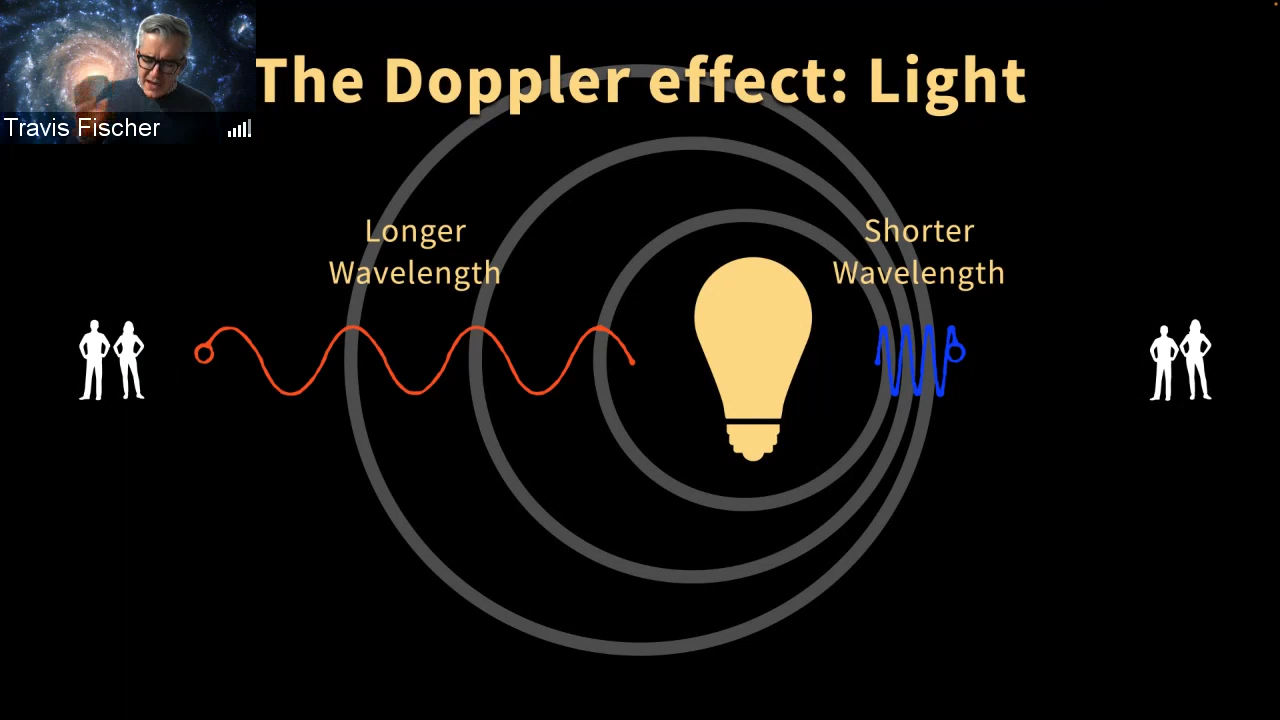 The Doppler effect: Light
Travis Fischer
Longer
Wavelength
Shorter
Wavelength